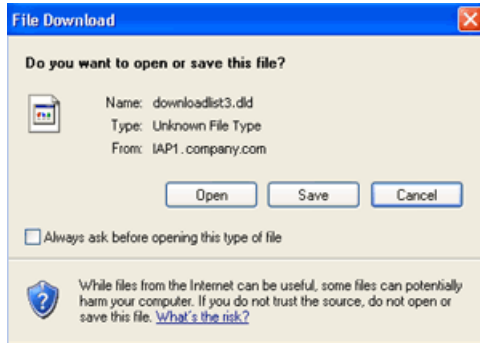 File Download
Do you want to open or save this file?
Name: downloadlist3.dld
Type: Unknown File Type
From: IAP1.company.com
Open Save Cancel
Always ask before opening this type of file
While files from the Internet can be useful, some files can potentially
harm your computer. If you do not trust the source, do not open or
save this file. What's the risk?